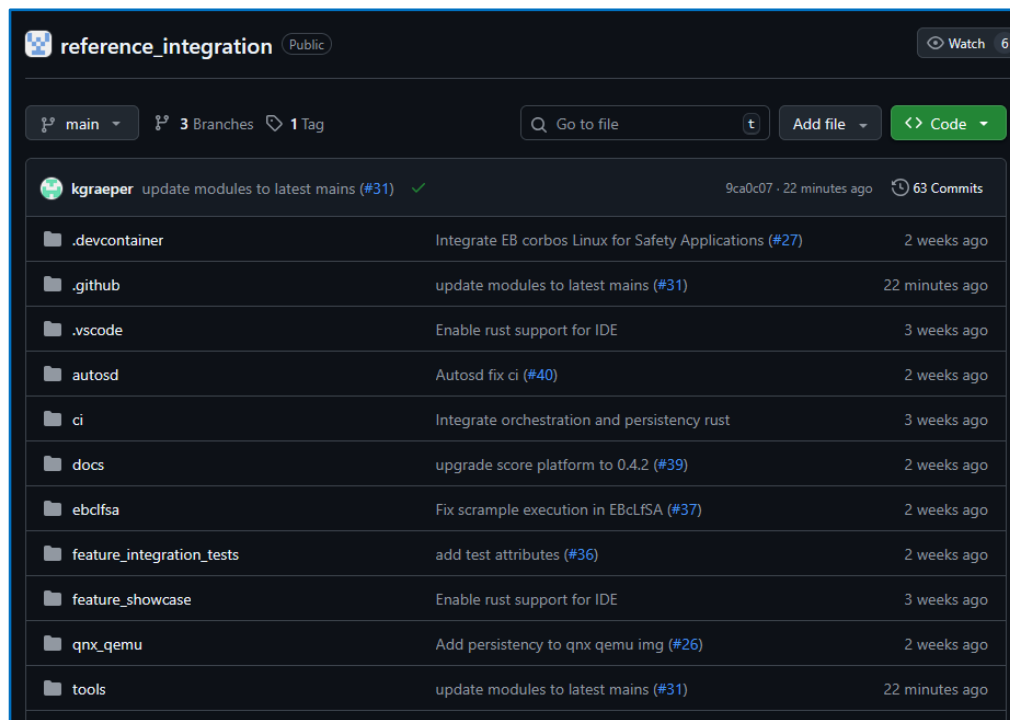 reference_integration Public Watch 6
main 3 Branches 1 Tag Go to file t Add file Code
kgraeper update modules to latest mains (#31) 9ca0c07 · 22 minutes ago 63 Commits
.devcontainer Integrate EB corbos Linux for Safety Applications (#27) 2 weeks ago
.github update modules to latest mains (#31) 22 minutes ago
.vscode Enable rust support for IDE 3 weeks ago
autosd Autosd fix ci (#40) 2 weeks ago
ci Integrate orchestration and persistency rust 3 weeks ago
docs upgrade score platform to 0.4.2 (#39) 2 weeks ago
ebclfsa Fix scrample execution in EBcLfSA (#37) 2 weeks ago
feature_integration_tests add test attributes (#36) 2 weeks ago
feature_showcase Enable rust support for IDE 3 weeks ago
qnx_qemu Add persistency to qnx qemu img (#26) 2 weeks ago
tools update modules to latest mains (#31) 22 minutes ago